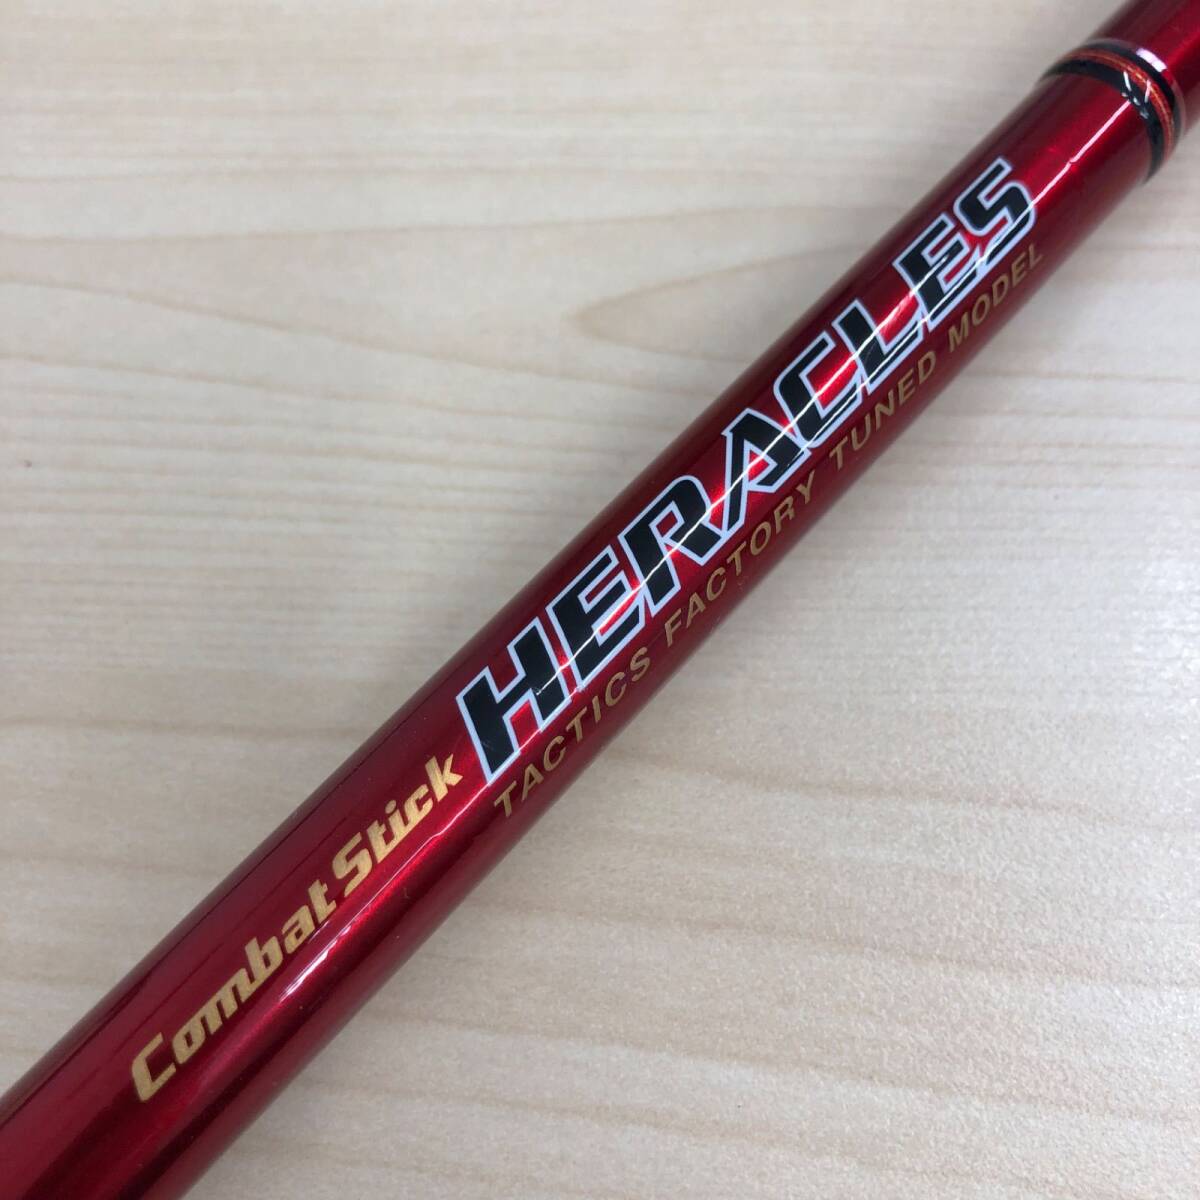 Combat Stick HERACLES
TACTICS FACTORY TUNED MODEL